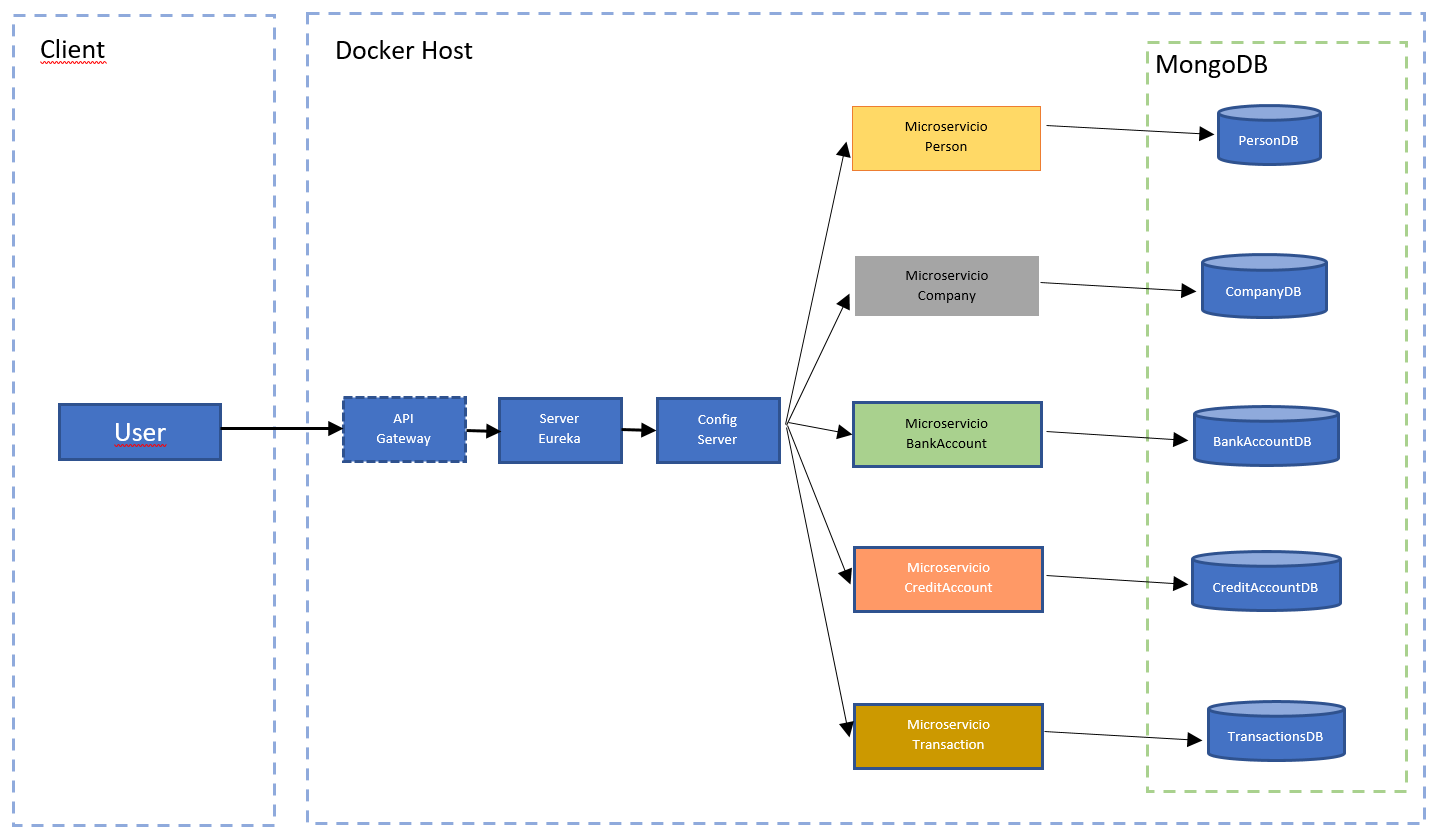 Client
Docker Host
MongoDB
Microservicio
Person
PersonDB
Microservicio
Company
CompanyDB
User
API
Gateway
Server
Eureka
Config
Server
Microservicio
BankAccount
BankAccountDB
Microservicio
CreditAccount
CreditAccountDB
Microservicio
Transaction
TransactionsDB